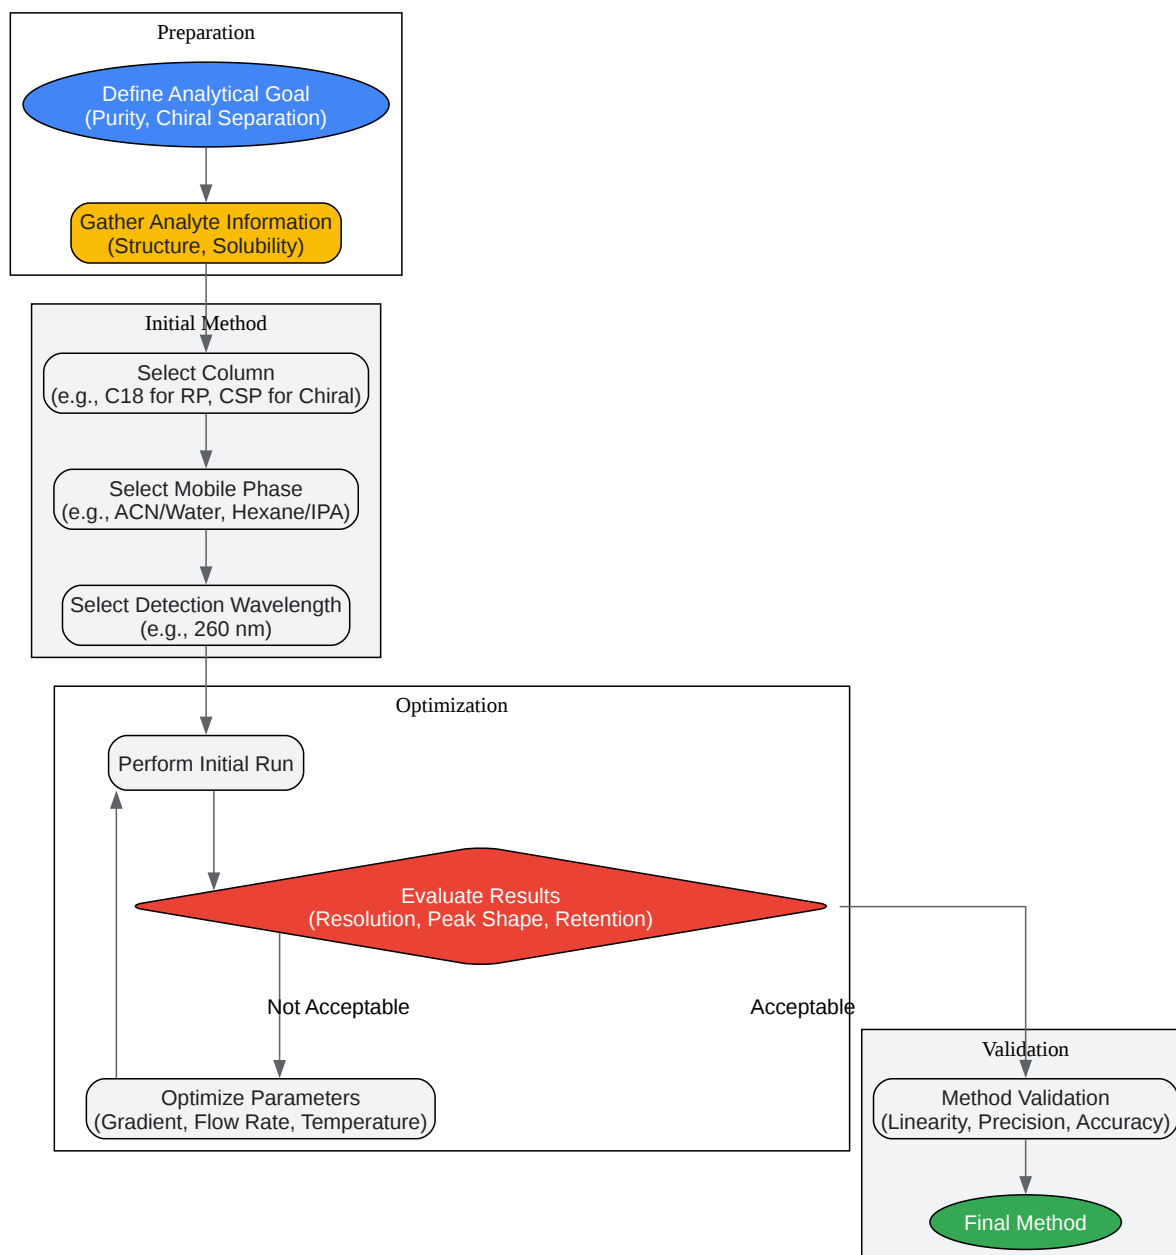 Preparation
Define Analytical Goal
(Purity, Chiral Separation)
Gather Analyte Information
(Structure, Solubility)
Initial Method
Select Column
(e.g., C18 for RP, CSP for Chiral)
Select Mobile Phase
(e.g., ACN/Water, Hexane/IPA)
Select Detection Wavelength
(e.g., 260 nm)
Optimization
Perform Initial Run
Evaluate Results
(Resolution, Peak Shape, Retention)
Not Acceptable
Acceptable
Optimize Parameters
(Gradient, Flow Rate, Temperature)
Validation
Method Validation
(Linearity, Precision, Accuracy)
Final Method